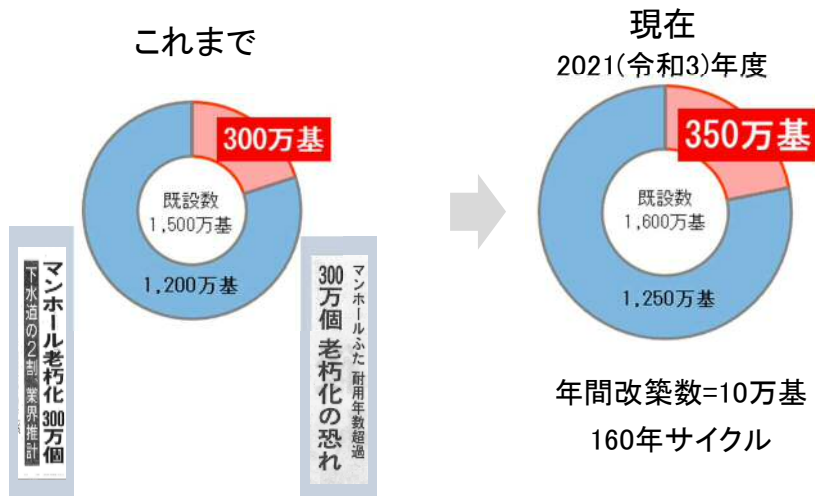 これまで
300万基
既設数
1,500万基
1,200万基
マンホール老朽化 300万個
下水道の2割、業界推計
マンホールふた 耐用年数超過
300万個 老朽化の恐れ
現在
2021(令和3)年度
350万基
既設数
1,600万基
1,250万基
年間改築数=10万基
160年サイクル